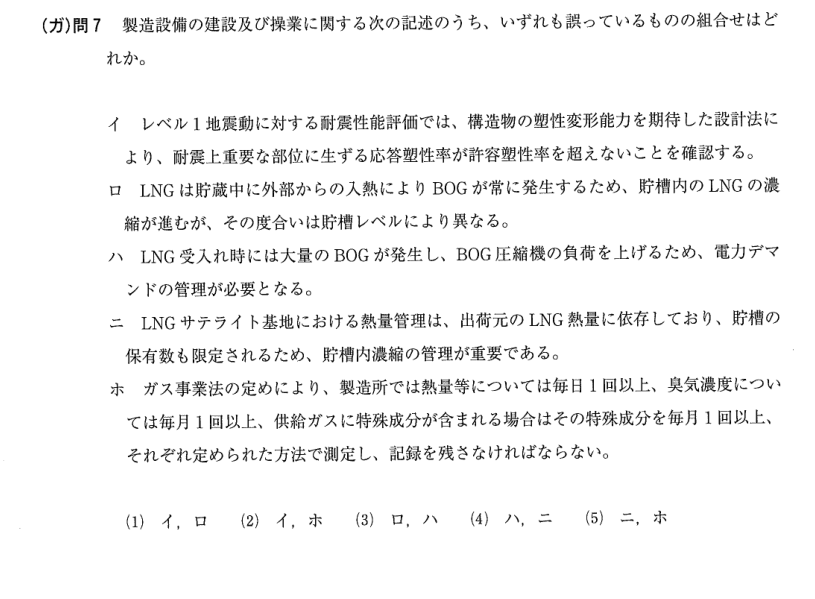 (ガ)問7　製造設備の建設及び操業に関する次の記述のうち、いずれも誤っているものの組合せはど
れか。
イ　レベル1地震動に対する耐震性能評価では、構造物の塑性変形能力を期待した設計法に
より、耐震上重要な部位に生ずる応答塑性率が許容塑性率を超えないことを確認する。
ロ　LNGは貯蔵中に外部からの入熱によりBOGが常に発生するため、貯槽内のLNGの濃
縮が進むが、その度合いは貯槽レベルにより異なる。
ハ　LNG受入れ時には大量のBOGが発生し、BOG圧縮機の負荷を上げるため、電力デマ
ンドの管理が必要となる。
ニ　LNGサテライト基地における熱量管理は、出荷元のLNG熱量に依存しており、貯槽の
保有数も限定されるため、貯槽内濃縮の管理が重要である。
ホ　ガス事業法の定めにより、製造所では熱量等については毎日1回以上、臭気濃度につい
ては毎月1回以上、供給ガスに特殊成分が含まれる場合はその特殊成分を毎月1回以上、
それぞれ定められた方法で測定し、記録を残さなければならない。
(1)　イ，ロ　(2)　イ，ホ　(3)　ロ，ハ　(4)　ハ，ニ　(5)　ニ，ホ